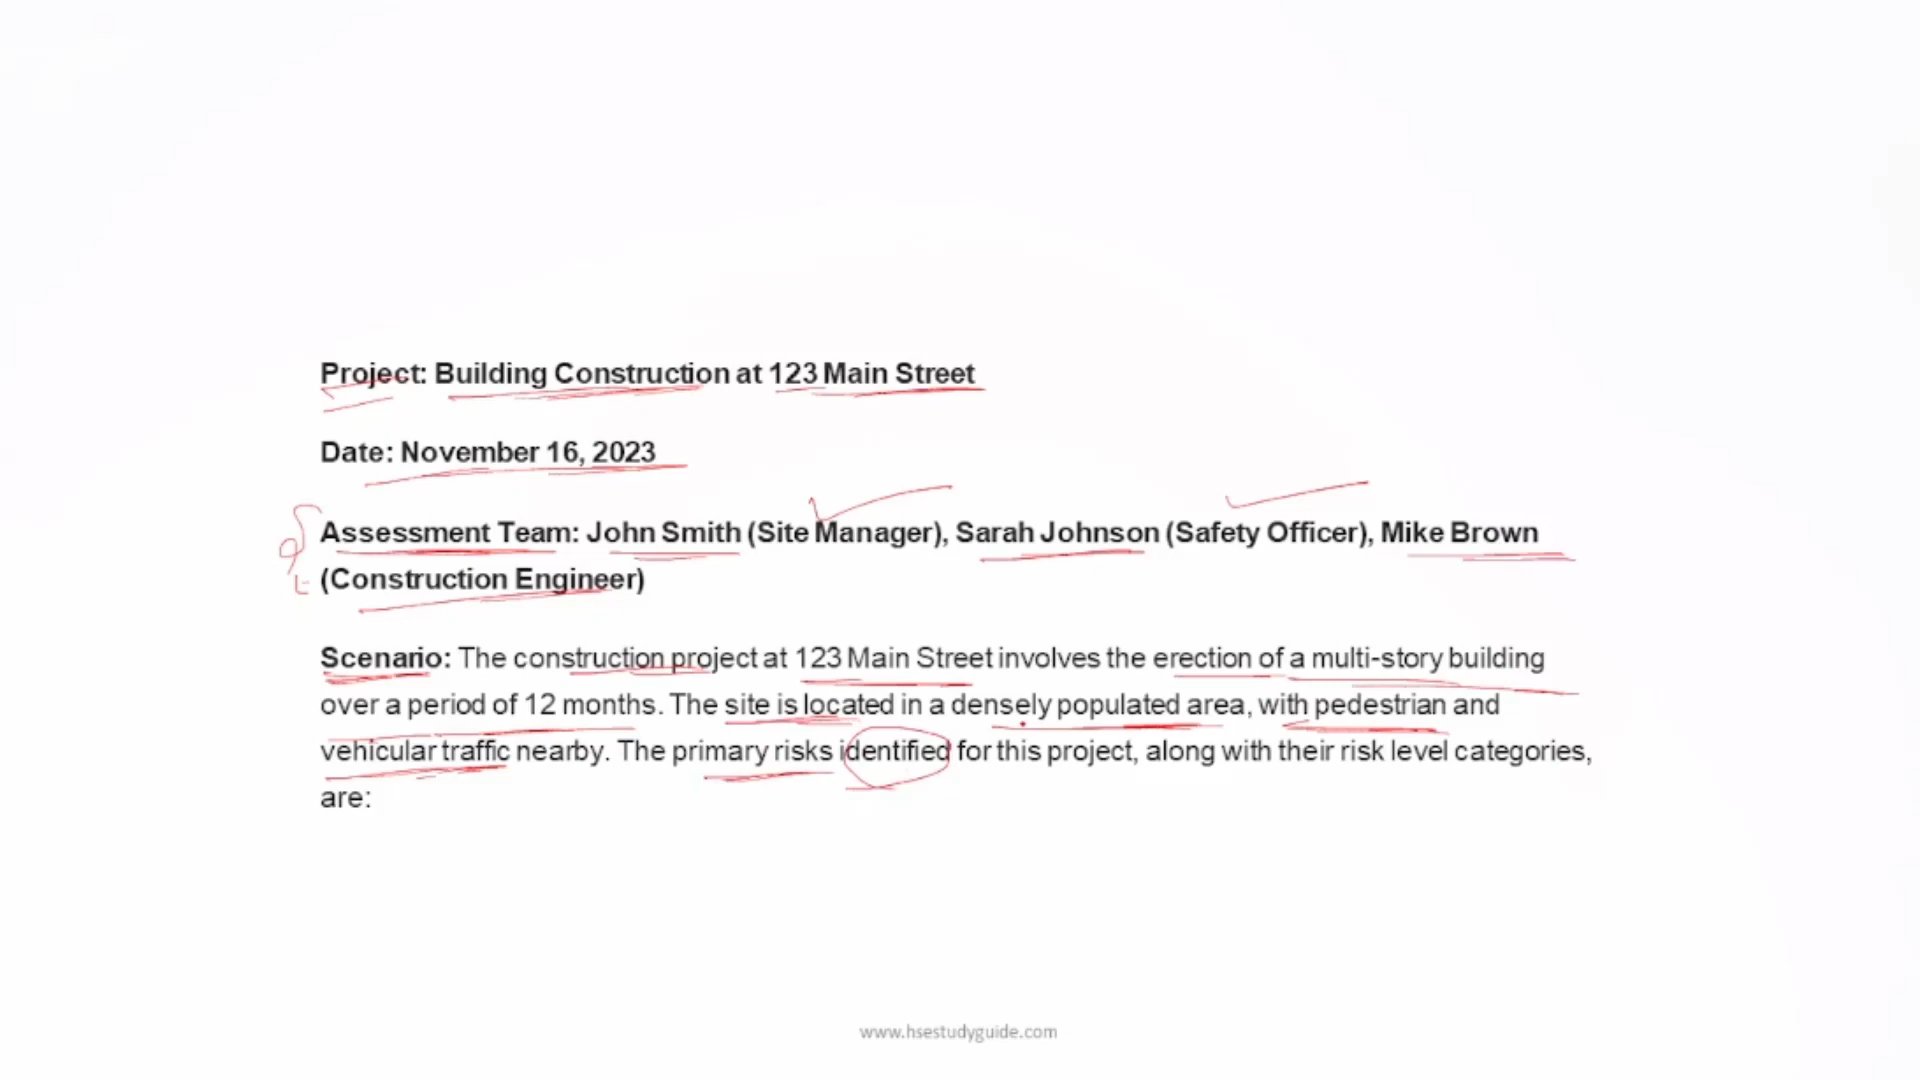 Project: Building Construction at 123 Main Street
Date: November 16, 2023
Assessment Team: John Smith (Site Manager), Sarah Johnson (Safety Officer), Mike Brown
(Construction Engineer)
Scenario: The construction project at 123 Main Street involves the erection of a multi-story building
over a period of 12 months. The site is located in a densely populated area, with pedestrian and
vehicular traffic nearby. The primary risks identified for this project, along with their risk level categories,
are:
www.hsestudyguide.com